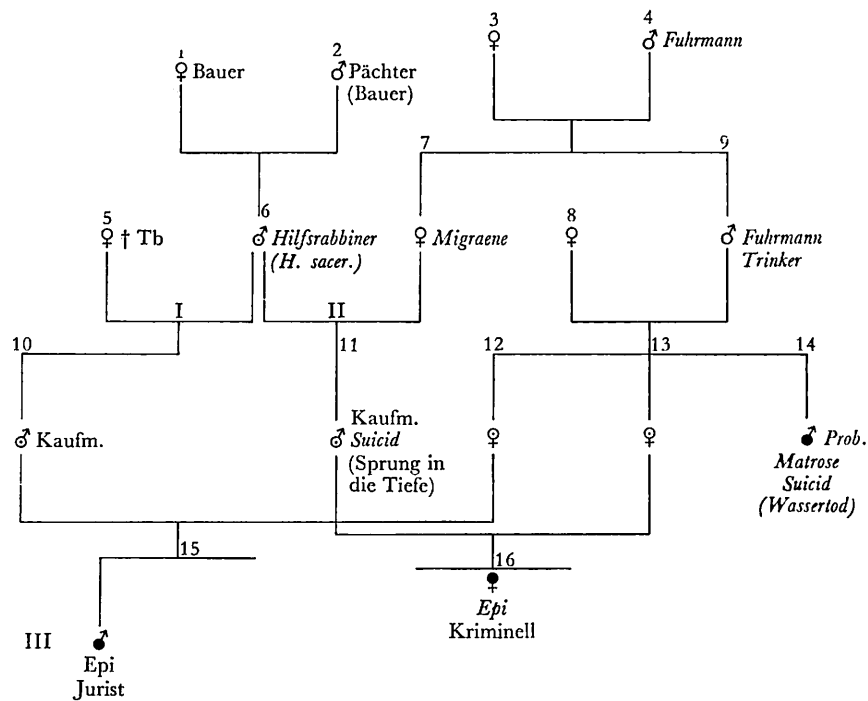 3
4
♀
♂ Fuhrmann
1
2
♀ Bauer
♂ Pächter
(Bauer)
7
9
5
6
8
♀ † Tb
♂ Hilfsrabbiner
(H. sacer.)
♀ Migraene
♀
♂ Fuhrmann
Trinker
I
II
10
11
12
13
14
♂ Kaufm.
Kaufm.
♂ Suicid
(Sprung in
die Tiefe)
♀
♀
♂ Prob.
Matrose
Suicid
(Wassertod)
15
16
♀
Epi
Kriminell
III
♂
Epi
Jurist